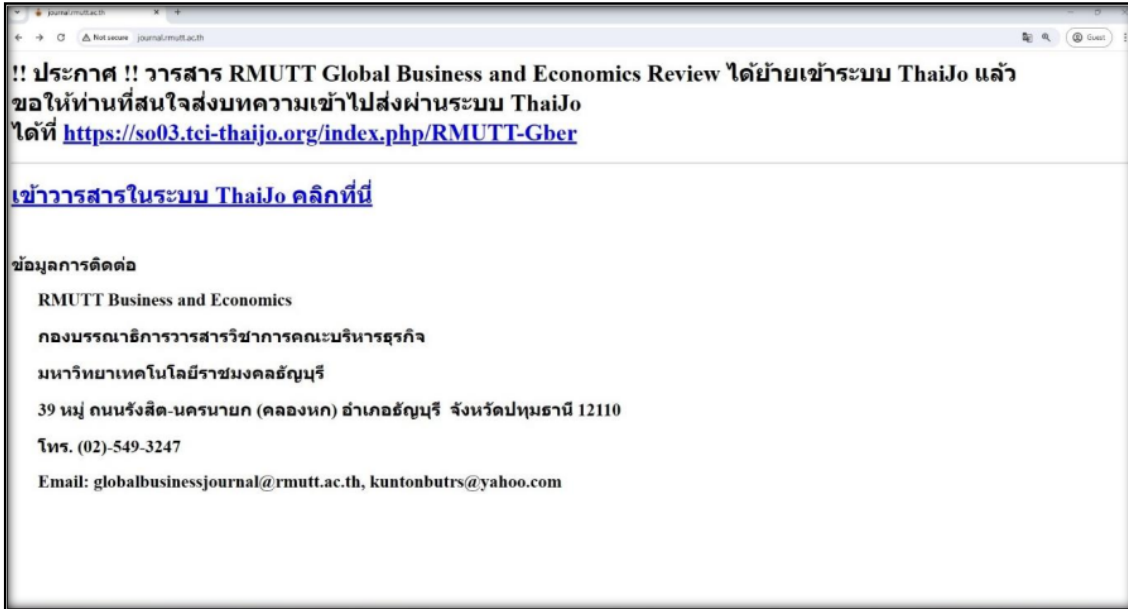 journal.rmutt.ac.th
Not secure journal.rmutt.ac.th
Guest
!! ประกาศ !! วารสาร RMUTT Global Business and Economics Review ได้ย้ายเข้าระบบ ThaiJo แล้ว
ขอให้ท่านที่สนใจส่งบทความเข้าไปส่งผ่านระบบ ThaiJo
ได้ที่ https://so03.tci-thaijo.org/index.php/RMUTT-Gber
เข้าวารสารในระบบ ThaiJo คลิกที่นี่
ข้อมูลการติดต่อ
RMUTT Business and Economics
กองบรรณาธิการวารสารวิชาการคณะบริหารธุรกิจ
มหาวิทยาเทคโนโลยีราชมงคลธัญบุรี
39 หมู่ ถนนรังสิต-นครนายก (คลองหก) อำเภอธัญบุรี จังหวัดปทุมธานี 12110
โทร. (02)-549-3247
Email: globalbusinessjournal@rmutt.ac.th, kuntonbutrs@yahoo.com